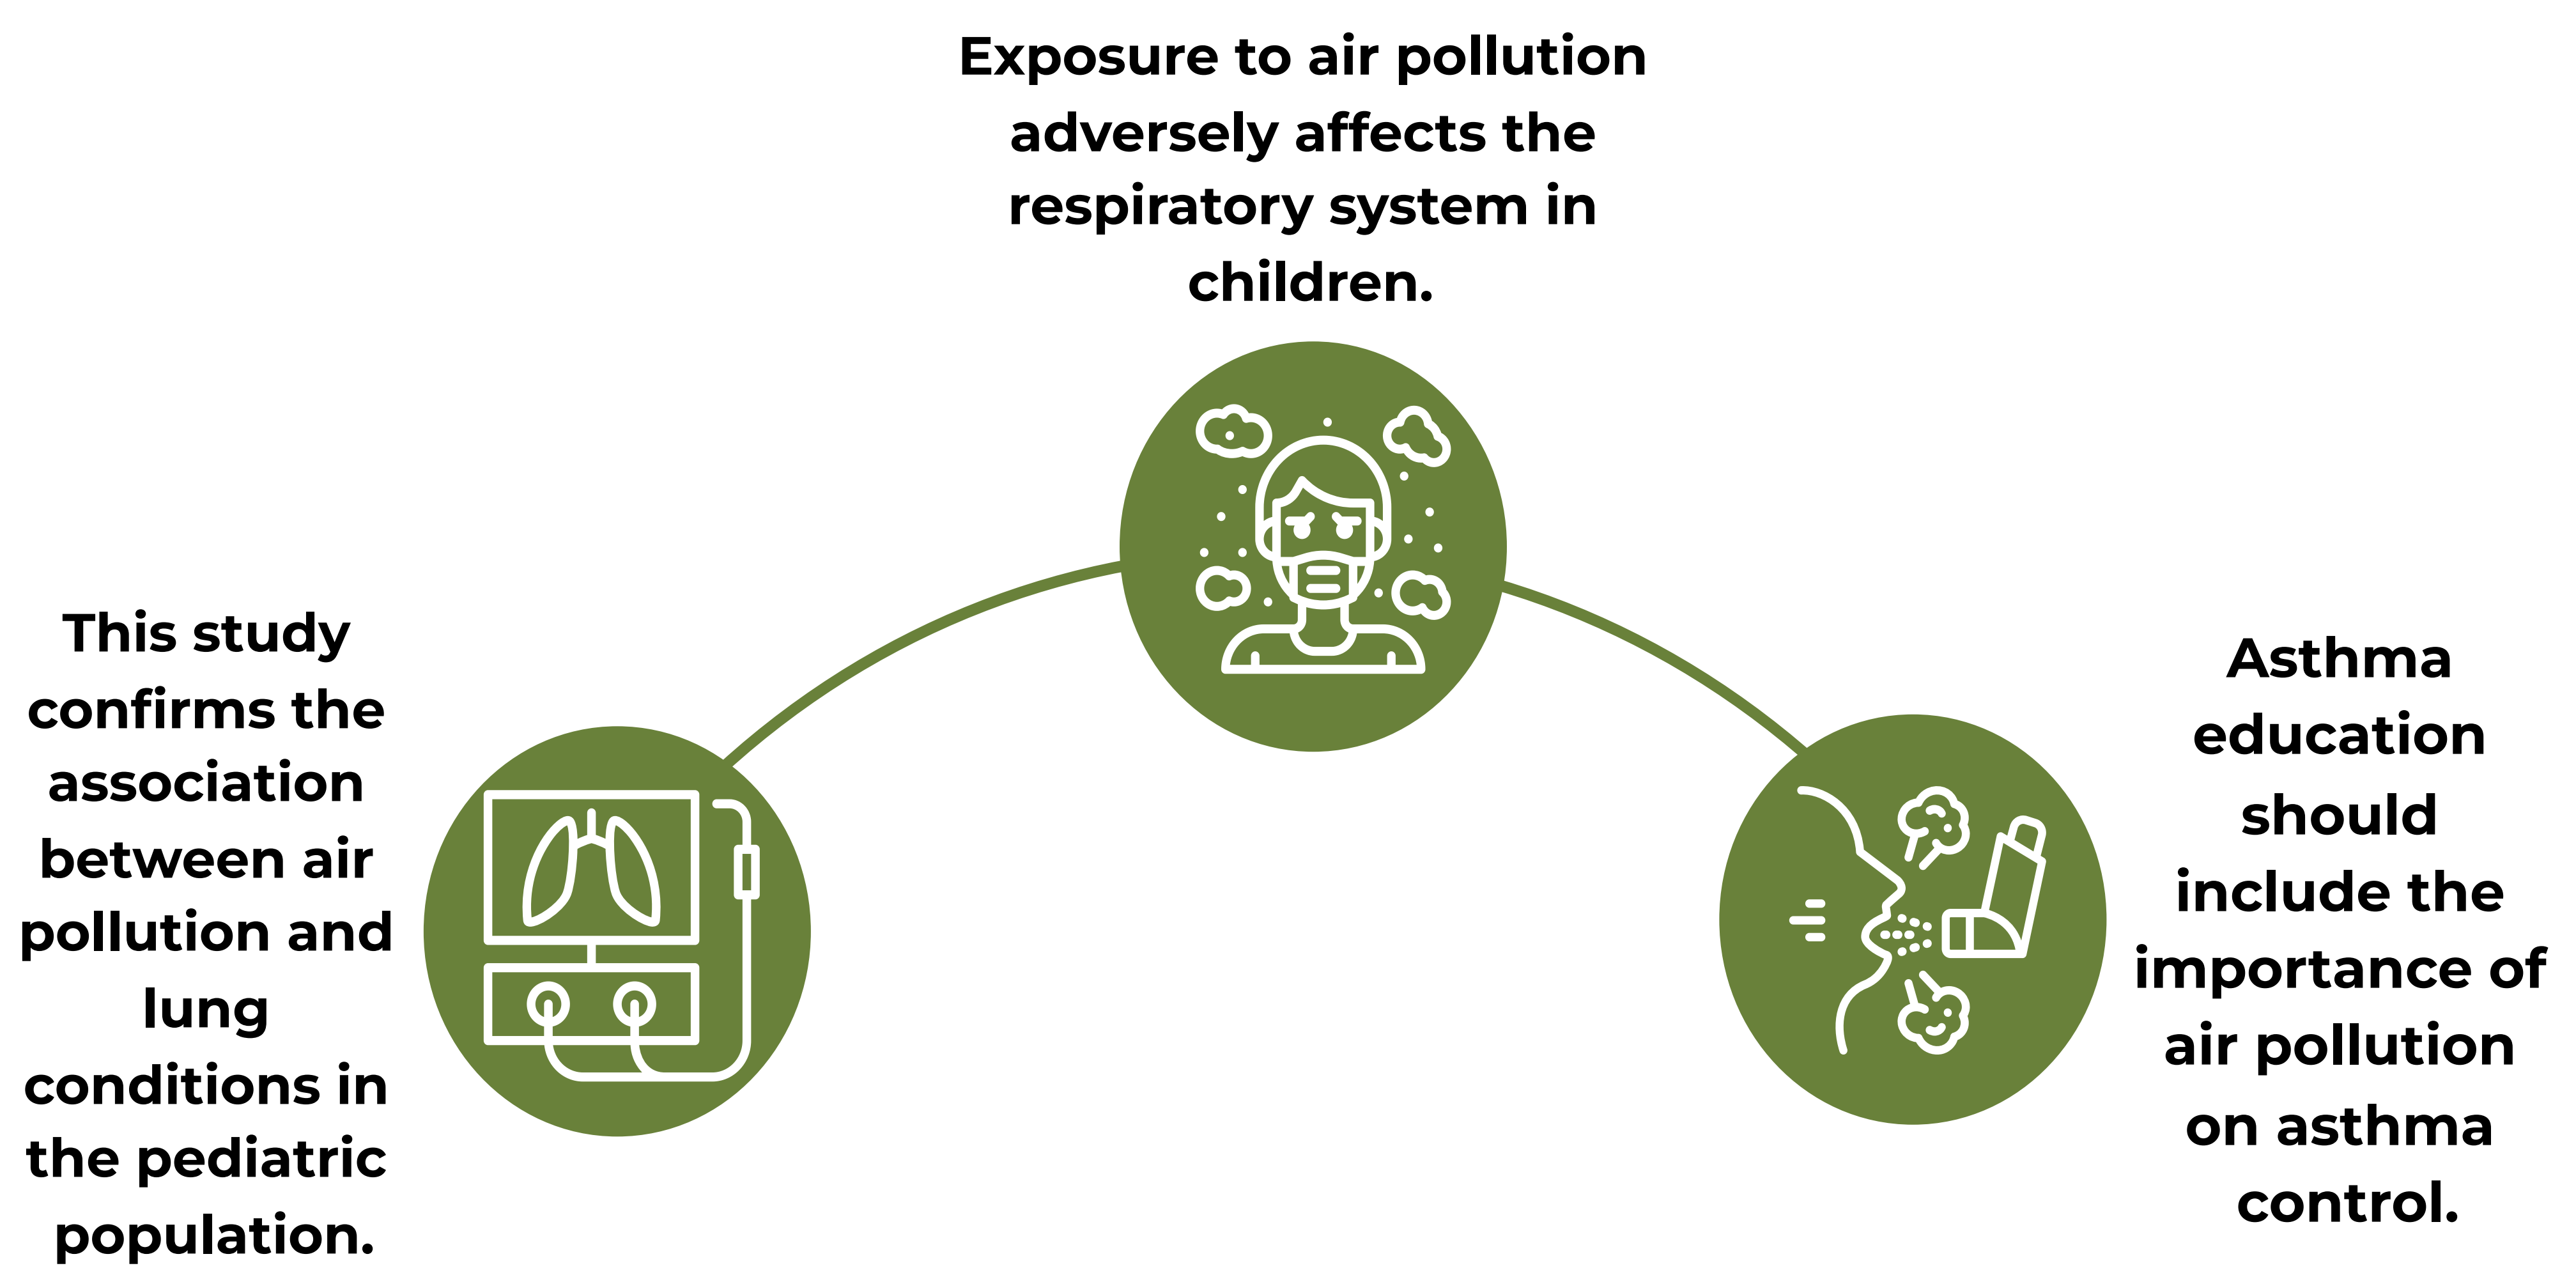 Exposure to air pollution
adversely affects the
respiratory system in
children.
This study
confirms the
association
between air
pollution and
lung
conditions in
the pediatric
population.
Asthma
education
should
include the
importance of
air pollution
on asthma
control.